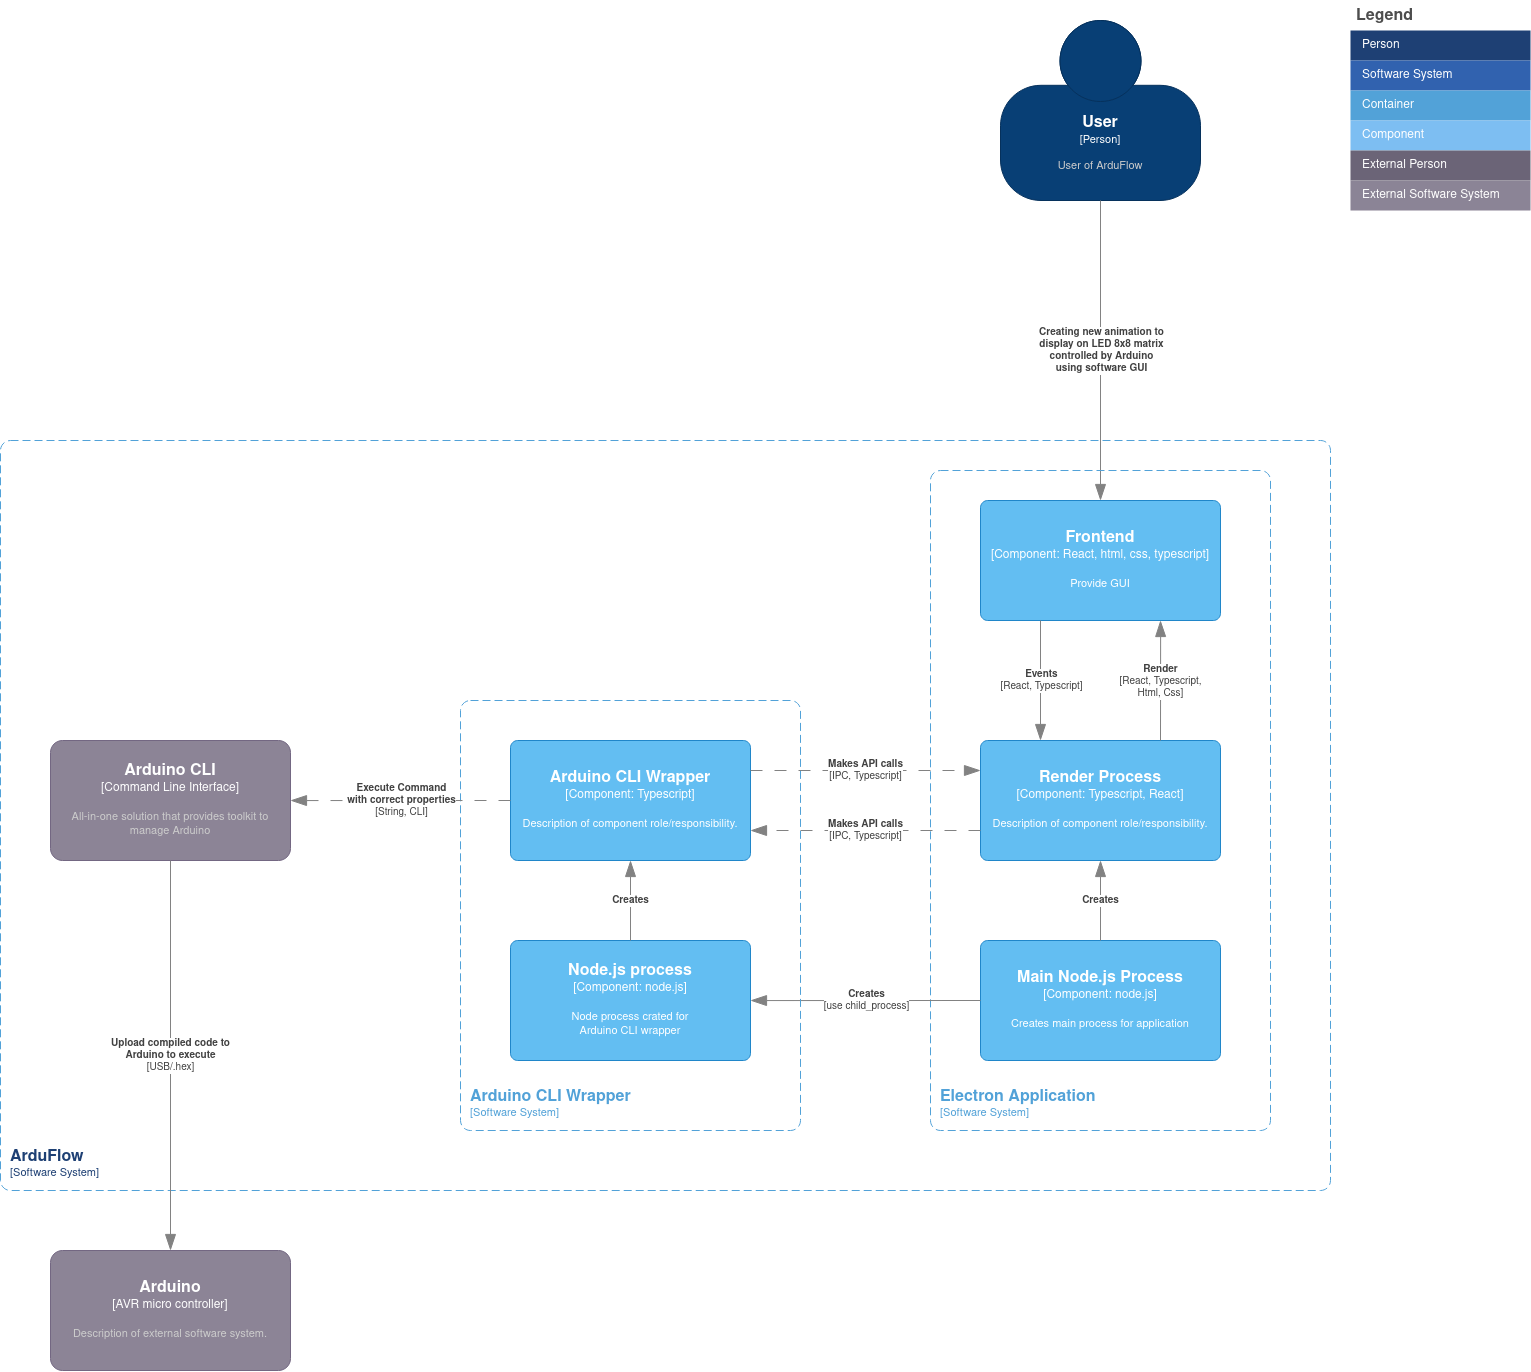 Legend
Person
Software System
Container
Component
External Person
External Software System
User
[Person]
User of ArduFlow
Creating new animation to
display on LED 8x8 matrix
controlled by Arduino
using software GUI
Frontend
[Component: React, html, css, typescript]
Provide GUI
Events
[React, Typescript]
Render
[React, Typescript,
Html, Css]
Arduino CLI
[Command Line Interface]
All-in-one solution that provides toolkit to
manage Arduino
Execute Command
with correct properties
[String, CLI]
Arduino CLI Wrapper
[Component: Typescript]
Description of component role/responsibility.
Makes API calls
[IPC, Typescript]
Makes API calls
[IPC, Typescript]
Render Process
[Component: Typescript, React]
Description of component role/responsibility.
Creates
Creates
Node.js process
[Component: node.js]
Node process crated for
Arduino CLI wrapper
Creates
[use child_process]
Main Node.js Process
[Component: node.js]
Creates main process for application
Upload compiled code to
Arduino to execute
[USB/.hex]
Arduino CLI Wrapper
[Software System]
Electron Application
[Software System]
ArduFlow
[Software System]
Arduino
[AVR micro controller]
Description of external software system.